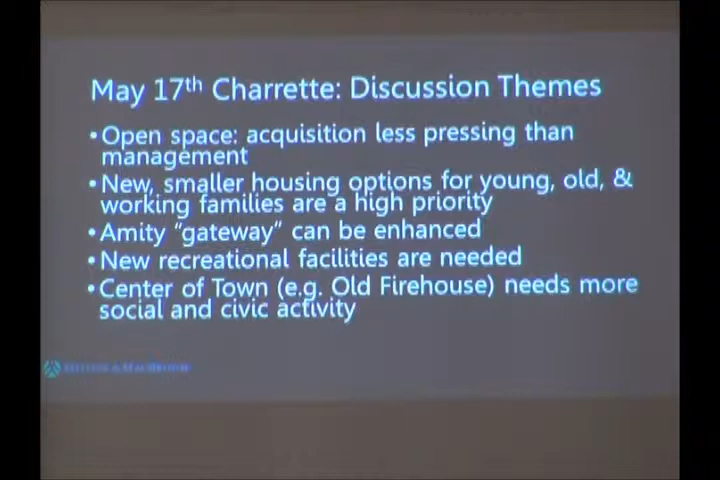 May 17th Charrette: Discussion Themes
• Open space: acquisition less pressing than
management
• New, smaller housing options for young, old, &
working families are a high priority
• Amity "gateway" can be enhanced
• New recreational facilities are needed
• Center of Town (e.g. Old Firehouse) needs more
social and civic activity